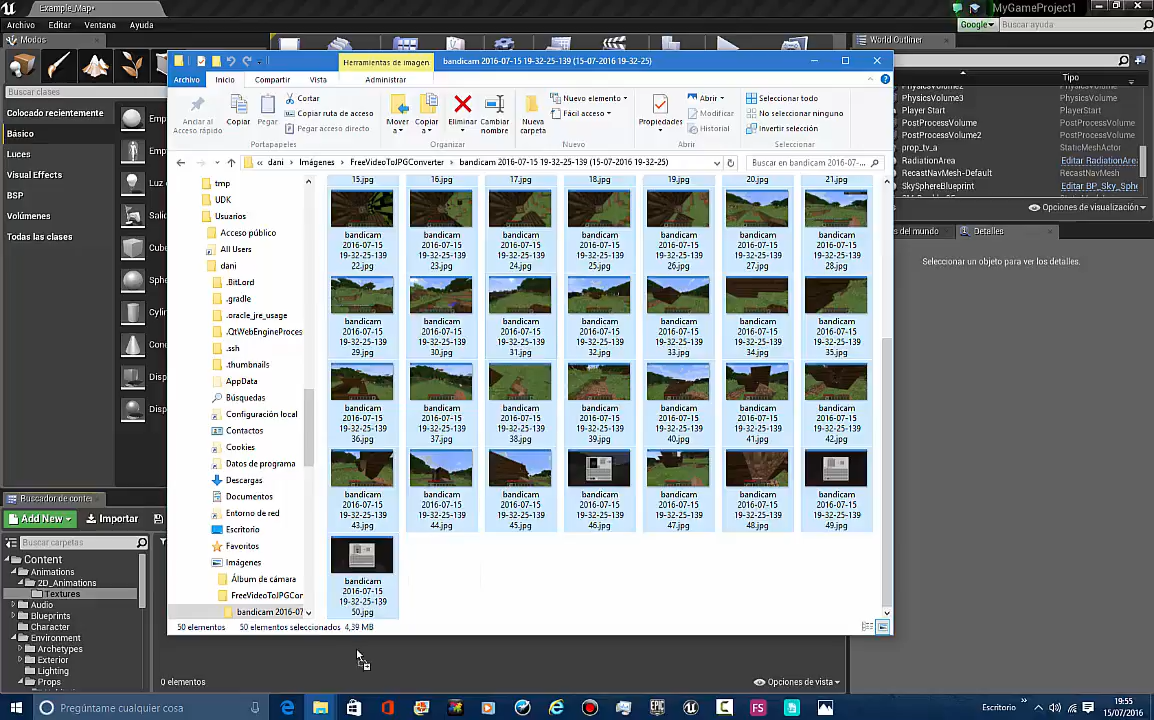 Example_Map*
MyGameProject1
Archivo Editar Ventana Ayuda
Google Buscar ayuda
Modos
World Outliner
Buscar clases
Colocado recientemente
Básico
Luces
Visual Effects
BSP
Volúmenes
Todas las clases
Herramientas de imagen
bandicam 2016-07-15 19-32-25-139 (15-07-2016 19-32-25)
Archivo Inicio Compartir Vista Administrar
Andar al
Acceso rápido
Copiar
Pegar
Cortar
Copiar ruta de acceso
Pegar acceso directo
Portapapeles
Mover
a
Copiar
a
Eliminar
Cambiar
nombre
Organizar
Nueva
carpeta
Nuevo elemento
Fácil acceso
Nuevo
Propiedades
Abrir
Modificar
Historial
Abrir
Seleccionar todo
No seleccionar ninguno
Invertir selección
Seleccionar
dani Imágenes FreeVideoToJPGConverter bandicam 2016-07-15 19-32-25-139 (15-07-2016 19-32-25)
Buscar en bandicam 2016-07-...
tmp
UDK
Usuarios
Acceso público
All Users
dani
.BitLord
.gradle
.oracle_jre_usage
.QtWebEngineProces
.ssh
.thumbnails
AppData
Búsquedas
Configuración local
Contactos
Cookies
Datos de programa
Descargas
Documentos
Entorno de red
Escritorio
Favoritos
Imágenes
Álbum de cámara
FreeVideoToJPGCor
bandicam 2016-07
15.jpg 16.jpg 17.jpg 18.jpg 19.jpg 20.jpg 21.jpg
bandicam bandicam bandicam bandicam bandicam bandicam bandicam
2016-07-15 2016-07-15 2016-07-15 2016-07-15 2016-07-15 2016-07-15 2016-07-15
19-32-25-139 19-32-25-139 19-32-25-139 19-32-25-139 19-32-25-139 19-32-25-139 19-32-25-139
22.jpg 23.jpg 24.jpg 25.jpg 26.jpg 27.jpg 28.jpg
bandicam bandicam bandicam bandicam bandicam bandicam bandicam
2016-07-15 2016-07-15 2016-07-15 2016-07-15 2016-07-15 2016-07-15 2016-07-15
19-32-25-139 19-32-25-139 19-32-25-139 19-32-25-139 19-32-25-139 19-32-25-139 19-32-25-139
29.jpg 30.jpg 31.jpg 32.jpg 33.jpg 34.jpg 35.jpg
bandicam bandicam bandicam bandicam bandicam bandicam bandicam
2016-07-15 2016-07-15 2016-07-15 2016-07-15 2016-07-15 2016-07-15 2016-07-15
19-32-25-139 19-32-25-139 19-32-25-139 19-32-25-139 19-32-25-139 19-32-25-139 19-32-25-139
36.jpg 37.jpg 38.jpg 39.jpg 40.jpg 41.jpg 42.jpg
bandicam bandicam bandicam bandicam bandicam bandicam bandicam
2016-07-15 2016-07-15 2016-07-15 2016-07-15 2016-07-15 2016-07-15 2016-07-15
19-32-25-139 19-32-25-139 19-32-25-139 19-32-25-139 19-32-25-139 19-32-25-139 19-32-25-139
43.jpg 44.jpg 45.jpg 46.jpg 47.jpg 48.jpg 49.jpg
bandicam
2016-07-15
19-32-25-139
50.jpg
50 elementos 50 elementos seleccionados 4,39 MB
Tipo
PhysicsVolume3 PhysicsVolume
Player Start Player Start
PostProcessVolume PostProcessVolume
PostProcessVolume2 PostProcessVolume
prop_tv_a StaticMeshActor
RadiationArea Editar RadiationArea
RecastNavMesh-Default RecastNavMesh
SkySphereBlueprint Editar BP_Sky_Sphe
Opciones de visualización
s del mundo Detalles
Seleccionar un objeto para ver los detalles.
Buscador de conte
Add New Importar
Buscar carpetas
Content
Animations
2D_Animations
Textures
Audio
Blueprints
Character
Environment
Archetypes
Exterior
Lighting
Props
0 elementos
Opciones de vista
Pregúntame cualquier cosa
Escritorio
19:55
15/07/2016